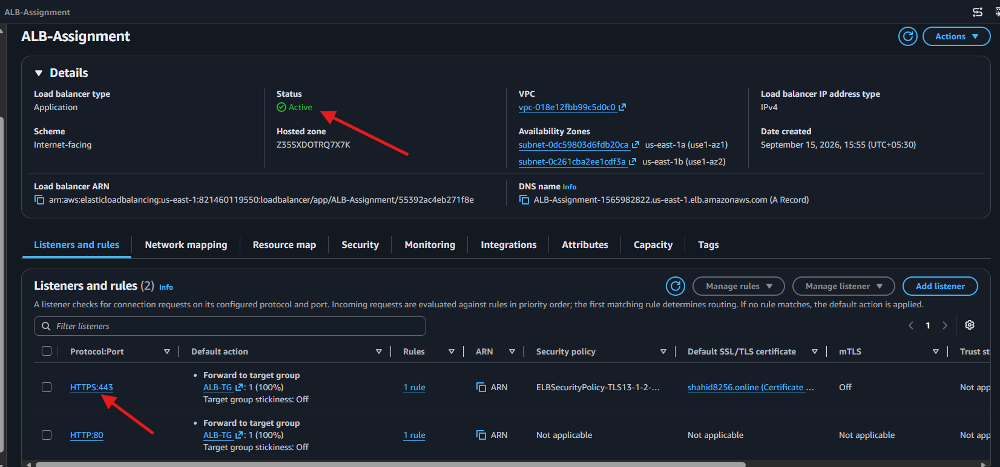 ALB-Assignment
ALB-Assignment
Actions
Details
Load balancer type
Application
Status
Active
VPC
vpc-018e12fbb99c5d0c0
Load balancer IP address type
IPv4
Scheme
Internet-facing
Hosted zone
Z35SXDOTRQ7X7K
Availability Zones
subnet-0dc59803d6fdb20ca us-east-1a (use1-az1)
subnet-0c261cba2ee1cdf3a us-east-1b (use1-az2)
Date created
September 15, 2026, 15:55 (UTC+05:30)
Load balancer ARN
arn:aws:elasticloadbalancing:us-east-1:821460119550:loadbalancer/app/ALB-Assignment/55392ac4eb271f8e
DNS name Info
ALB-Assignment-1565982822.us-east-1.elb.amazonaws.com (A Record)
Listeners and rules Network mapping Resource map Security Monitoring Integrations Attributes Capacity Tags
Listeners and rules (2) Info
Manage rules Manage listener Add listener
A listener checks for connection requests on its configured protocol and port. Incoming requests are evaluated against rules in priority order; the first matching rule determines routing. If no rule matches, the default action is applied.
Filter listeners
1
Protocol:Port Default action Rules ARN Security policy Default SSL/TLS certificate mTLS Trust st
HTTPS:443
• Forward to target group
ALB-TG : 1 (100%)
Target group stickiness: Off
1 rule
ARN
ELBSecurityPolicy-TLS13-1-2-...
shahid8256.online (Certificate ...
Off
Not app
HTTP:80
• Forward to target group
ALB-TG : 1 (100%)
Target group stickiness: Off
1 rule
ARN
Not applicable
Not applicable
Not applicable
Not app